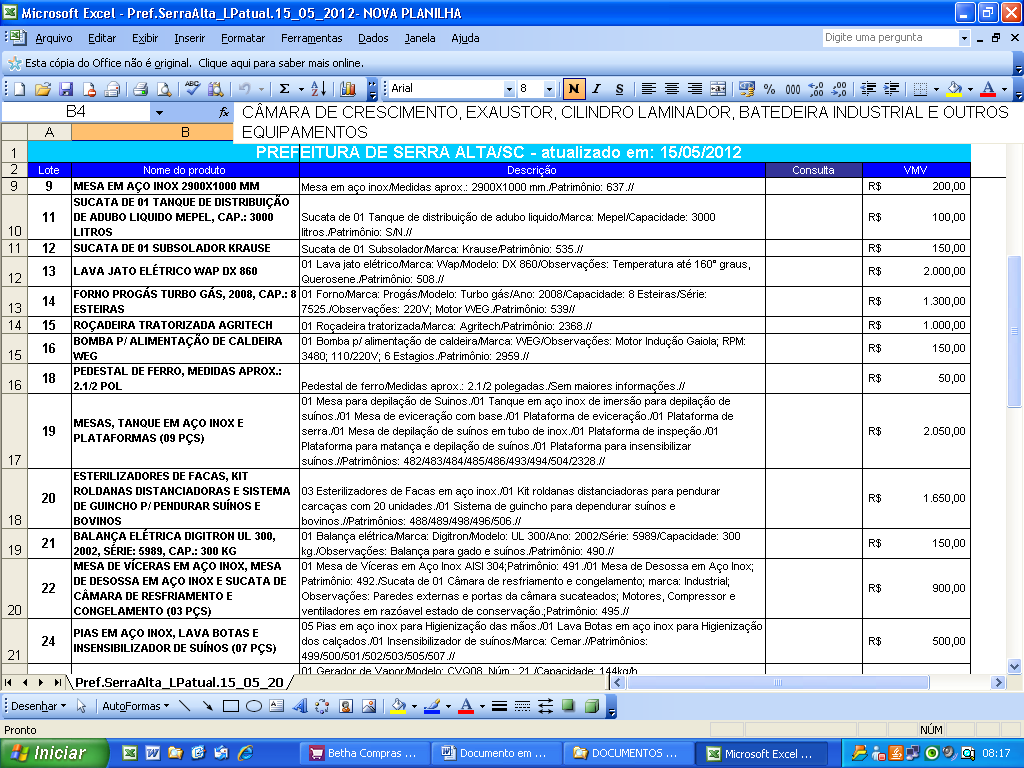 Microsoft Excel - Pref.SerraAlta_LPatual.15_05_2012- NOVA PLANILHA
Arquivo Editar Exibir Inserir Formatar Ferramentas Dados Janela Ajuda Digite uma pergunta
Esta cópia do Office não é original. Clique aqui para saber mais online.
Arial 8 N I S
B4 fx CÂMARA DE CRESCIMENTO, EXAUSTOR, CILINDRO LAMINADOR, BATEDEIRA INDUSTRIAL E OUTROS
EQUIPAMENTOS
A B
1 PREFEITURA DE SERRA ALTA/SC - atualizado em: 15/05/2012
2 Lote Nome do produto Descrição Consulta VMV
9 9 MESA EM AÇO INOX 2900X1000 MM Mesa em aço inox/Medidas aprox.: 2900X1000 mm./Patrimônio: 637.// R$ 200,00
SUCATA DE 01 TANQUE DE DISTRIBUIÇÃO
11 DE ADUBO LIQUIDO MEPEL, CAP.: 3000 Sucata de 01 Tanque de distribuição de adubo liquido/Marca: Mepel/Capacidade: 3000 R$ 100,00
10 LITROS litros./Patrimônio: S/N.//
11 12 SUCATA DE 01 SUBSOLADOR KRAUSE Sucata de 01 Subsolador/Marca: Krause/Patrimônio: 535.// R$ 150,00
12 13 LAVA JATO ELÉTRICO WAP DX 860 01 Lava jato elétrico/Marca: Wap/Modelo: DX 860/Observações: Temperatura até 160° graus, R$ 2.000,00
Querosene./Patrimônio: 508.//
14 FORNO PROGÁS TURBO GÁS, 2008, CAP.: 8 01 Forno/Marca: Progás/Modelo: Turbo gás/Ano: 2008/Capacidade: 8 Esteiras/Série: R$ 1.300,00
13 ESTEIRAS 7525./Observações: 220V; Motor WEG./Patrimônio: 539//
14 15 ROÇADEIRA TRATORIZADA AGRITECH 01 Roçadeira tratorizada/Marca: Agritech/Patrimônio: 2368.// R$ 1.000,00
16 BOMBA P/ ALIMENTAÇÃO DE CALDEIRA 01 Bomba p/ alimentação de caldeira/Marca: WEG/Observações: Motor Indução Gaiola; RPM: R$ 150,00
15 WEG 3480; 110/220V; 6 Estagios./Patrimônio: 2959.//
18 PEDESTAL DE FERRO, MEDIDAS APROX.: R$ 50,00
16 2.1/2 POL Pedestal de ferro/Medidas aprox.: 2.1/2 polegadas./Sem maiores informações.//
01 Mesa para depilação de Suinos./01 Tanque em aço inox de imersão para depilação de
suínos./01 Mesa de eviceração com base./01 Plataforma de eviceração./01 Plataforma de
19 MESAS, TANQUE EM AÇO INOX E serra./01 Mesa de depilação de suínos em tubo de inox./01 Plataforma de inspeção./01 R$ 2.050,00
PLATAFORMAS (09 PÇS) Plataforma para matança e depilação de suínos./01 Plataforma para insensibilizar
17 suínos.//Patrimônios: 482/483/484/485/486/493/494/504/2328.//
ESTERILIZADORES DE FACAS, KIT
20 ROLDANAS DISTANCIADORAS E SISTEMA 03 Esterilizadores de Facas em aço inox./01 Kit roldanas distanciadoras para pendurar R$ 1.650,00
DE GUINCHO P/ PENDURAR SUÍNOS E carcaças com 20 unidades./01 Sistema de guincho para dependurar suínos e
18 BOVINOS bovinos.//Patrimônios: 488/489/498/496/506.//
21 BALANÇA ELÉTRICA DIGITRON UL 300, 01 Balança elétrica/Marca: Digitron/Modelo: UL 300/Ano: 2002/Série: 5989/Capacidade: 300 R$ 150,00
19 2002, SÉRIE: 5989, CAP.: 300 KG kg./Observações: Balança para gado e suínos./Patrimônio: 490.//
MESA DE VÍCERAS EM AÇO INOX, MESA 01 Mesa de Víceras em Aço Inox AISI 304;Patrimônio: 491./01 Mesa de Desossa em Aço Inox;
22 DE DESOSSA EM AÇO INOX E SUCATA DE Patrimônio: 492./Sucata de 01 Câmara de resfriamento e congelamento; marca: Industrial; R$ 900,00
CÂMARA DE RESFRIAMENTO E Observações: Paredes externas e portas da câmara sucateados; Motores, Compressor e
20 CONGELAMENTO (03 PÇS) ventiladores em razóavel estado de conservação.;Patrimônio: 495.//
05 Pias em aço inox para Higienização das mãos./01 Lava Botas em aço inox para Higienização
24 PIAS EM AÇO INOX, LAVA BOTAS E dos calçados./01 Insensibilizador de suínos/Marca: Cemar.//Patrimônios: R$ 500,00
21 INSENSIBILIZADOR DE SUÍNOS (07 PÇS) 499/500/501/502/503/505/507.//
01 Gerador de Vapor/Modelo: CVQ08, Núm.: 21./Capacidade: 144kg/h
Pref.SerraAlta_LPatual.15_05_20
Desenhar AutoFormas
Pronto NÚM
Iniciar Betha Compras ... Documento em ... DOCUMENTOS ... Microsoft Excel ... 08:17